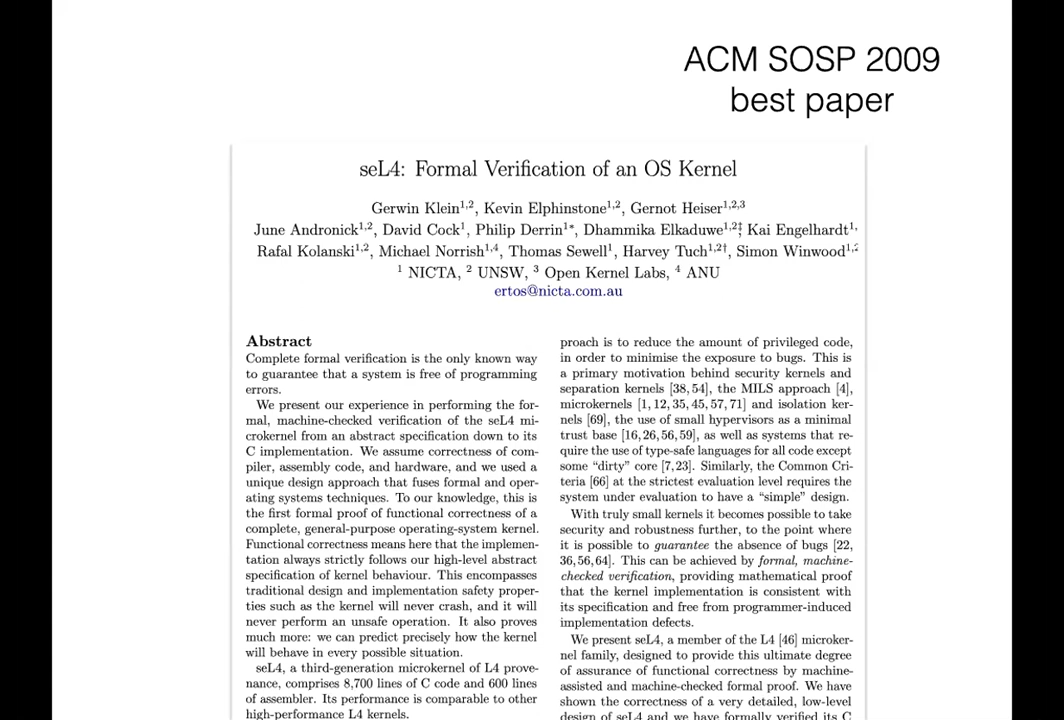 ACM SOSP 2009
best paper
seL4: Formal Verification of an OS Kernel
Gerwin Klein1,2, Kevin Elphinstone1,2, Gernot Heiser1,2,3
June Andronick1,2, David Cock1, Philip Derrin1*, Dhammika Elkaduwe1,2‡, Kai Engelhardt1,
Rafal Kolanski1,2, Michael Norrish1,4, Thomas Sewell1, Harvey Tuch1,2†, Simon Winwood1,2
1 NICTA, 2 UNSW, 3 Open Kernel Labs, 4 ANU
ertos@nicta.com.au
Abstract
Complete formal verification is the only known way
to guarantee that a system is free of programming
errors.
We present our experience in performing the for-
mal, machine-checked verification of the seL4 mi-
crokernel from an abstract specification down to its
C implementation. We assume correctness of com-
piler, assembly code, and hardware, and we used a
unique design approach that fuses formal and oper-
ating systems techniques. To our knowledge, this is
the first formal proof of functional correctness of a
complete, general-purpose operating-system kernel.
Functional correctness means here that the implemen-
tation always strictly follows our high-level abstract
specification of kernel behaviour. This encompasses
traditional design and implementation safety proper-
ties such as the kernel will never crash, and it will
never perform an unsafe operation. It also proves
much more: we can predict precisely how the kernel
will behave in every possible situation.
seL4, a third-generation microkernel of L4 prove-
nance, comprises 8,700 lines of C code and 600 lines
of assembler. Its performance is comparable to other
high-performance L4 kernels.
proach is to reduce the amount of privileged code,
in order to minimise the exposure to bugs. This is
a primary motivation behind security kernels and
separation kernels [38,54], the MILS approach [4],
microkernels [1,12,35,45,57,71] and isolation ker-
nels [69], the use of small hypervisors as a minimal
trust base [16,26,56,59], as well as systems that re-
quire the use of type-safe languages for all code except
some “dirty” core [7,23]. Similarly, the Common Cri-
teria [66] at the strictest evaluation level requires the
system under evaluation to have a “simple” design.
With truly small kernels it becomes possible to take
security and robustness further, to the point where
it is possible to guarantee the absence of bugs [22,
36,56,64]. This can be achieved by formal, machine-
checked verification, providing mathematical proof
that the kernel implementation is consistent with
its specification and free from programmer-induced
implementation defects.
We present seL4, a member of the L4 [46] microker-
nel family, designed to provide this ultimate degree
of assurance of functional correctness by machine-
assisted and machine-checked formal proof. We have
shown the correctness of a very detailed, low-level
design of seL4 and we have formally verified its C